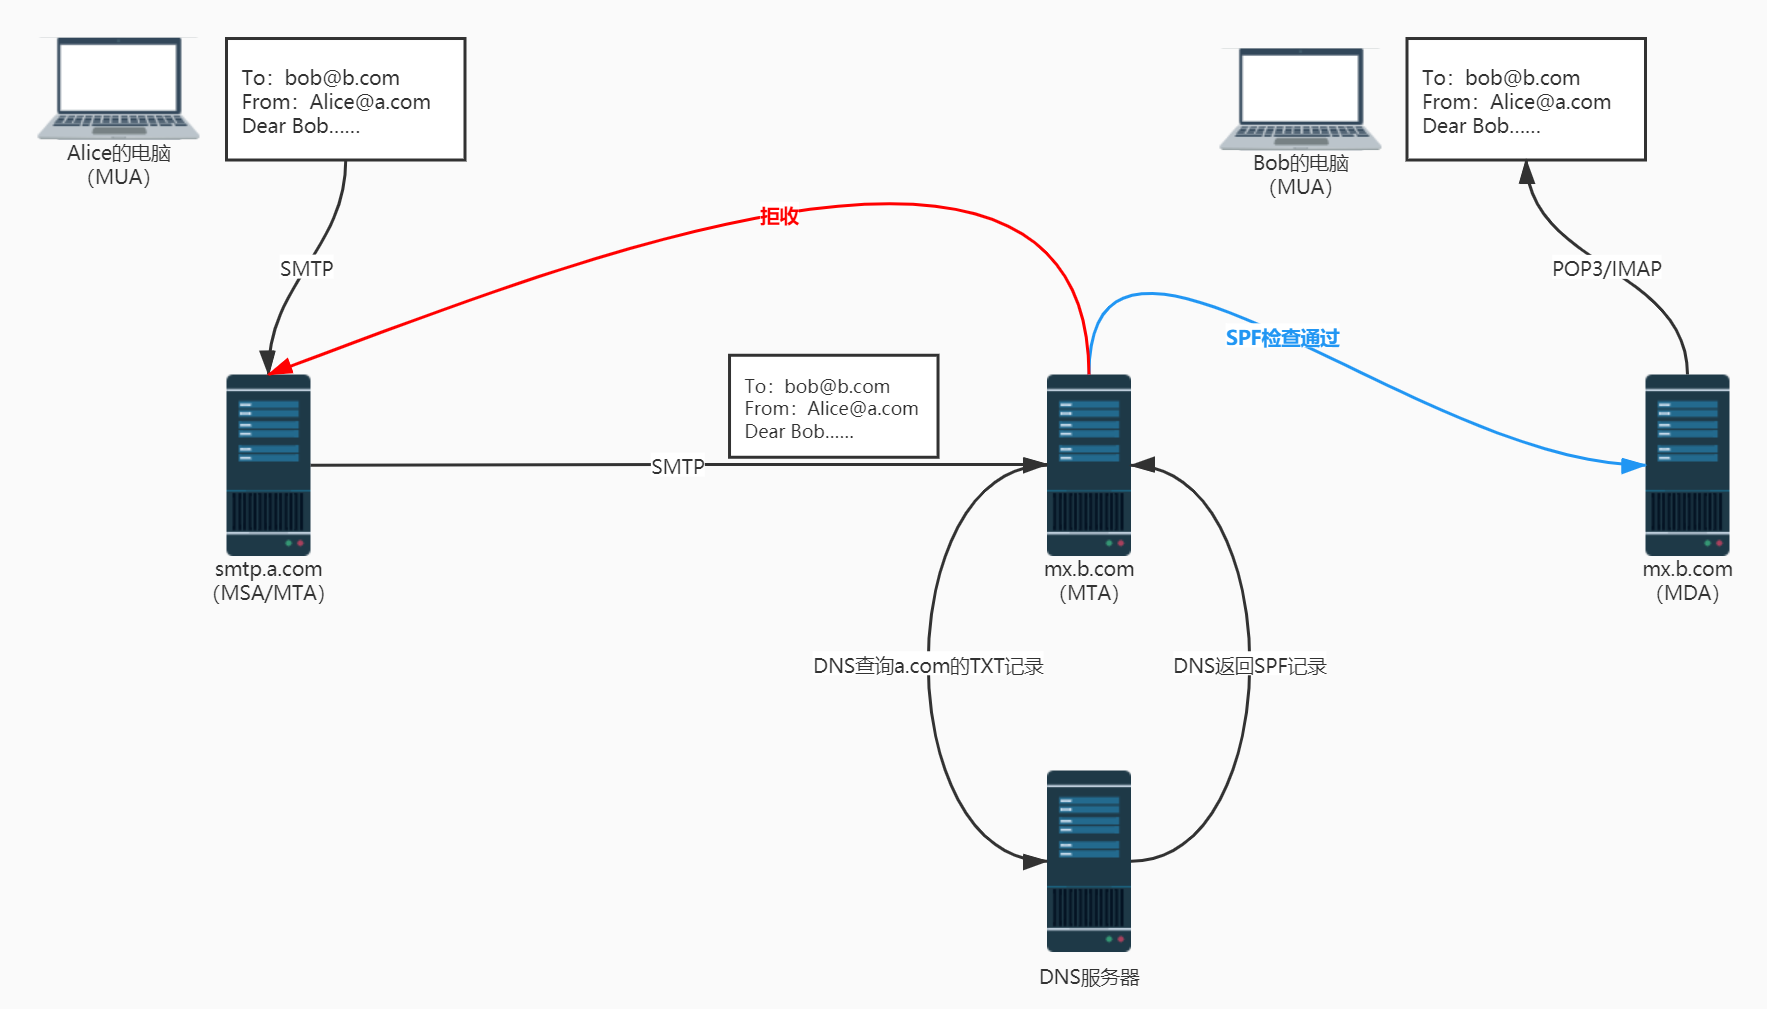 To：bob@b.com
From：Alice@a.com
Dear Bob......
Alice的电脑
（MUA）
To：bob@b.com
From：Alice@a.com
Dear Bob......
Bob的电脑
（MUA）
拒收
SMTP
POP3/IMAP
SPF检查通过
To：bob@b.com
From：Alice@a.com
Dear Bob......
SMTP
smtp.a.com
（MSA/MTA）
mx.b.com
（MTA）
mx.b.com
（MDA）
DNS查询a.com的TXT记录
DNS返回SPF记录
DNS服务器